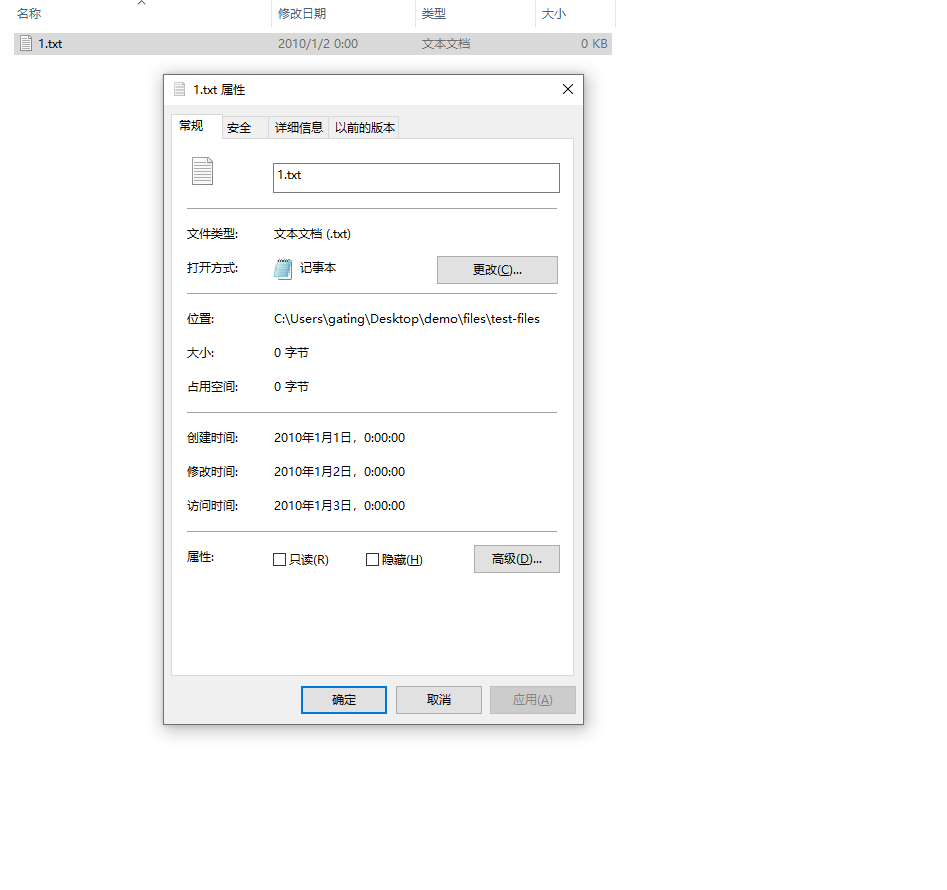 名称 修改日期 类型 大小
1.txt 2010/1/2 0:00 文本文档 0 KB
1.txt 属性
常规 安全 详细信息 以前的版本
1.txt
文件类型: 文本文档 (.txt)
打开方式: 记事本 更改(C)...
位置: C:\Users\gating\Desktop\demo\files\test-files
大小: 0 字节
占用空间: 0 字节
创建时间: 2010年1月1日，0:00:00
修改时间: 2010年1月2日，0:00:00
访问时间: 2010年1月3日，0:00:00
属性: 只读(R) 隐藏(H) 高级(D)...
确定 取消 应用(A)